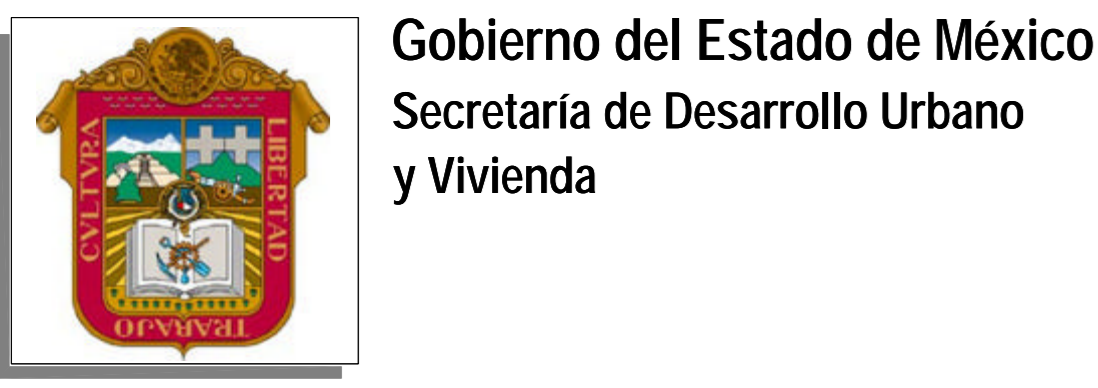 Gobierno del Estado de México
Secretaría de Desarrollo Urbano
y Vivienda
CVLTVRA
LIBERTAD
TRABAJO